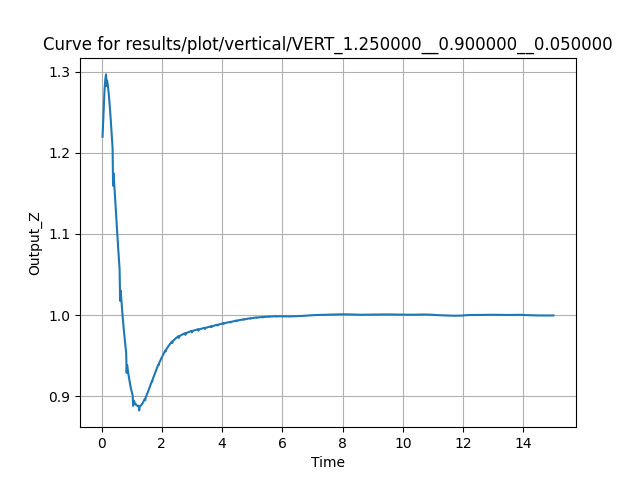 Curve for results/plot/vertical/VERT_1.250000__0.900000__0.050000
1.3
1.2
1.1
1.0
0.9
Output_Z
0 2 4 6 8 10 12 14
Time